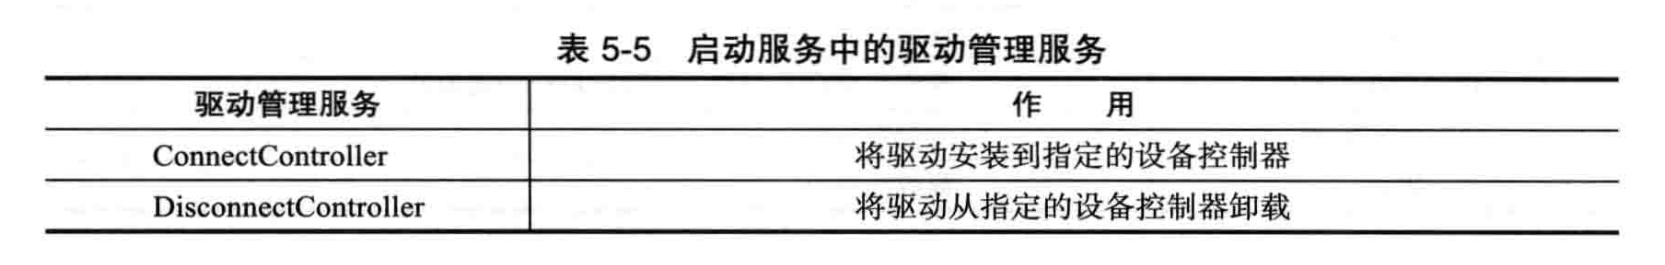 表 5-5 启动服务中的驱动管理服务
驱动管理服务 作 用
ConnectController 将驱动安装到指定的设备控制器
DisconnectController 将驱动从指定的设备控制器卸载